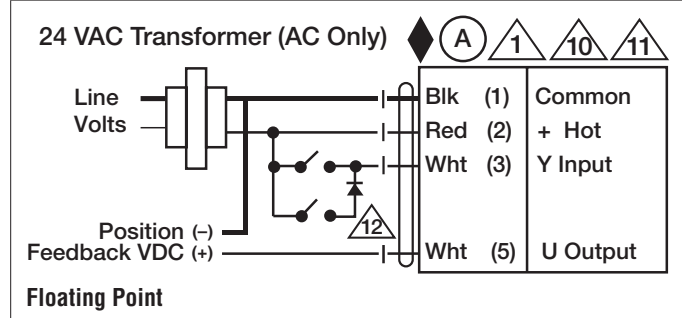 24 VAC Transformer (AC Only)
A
1
10
11
Line
Volts
Blk (1) Common
Red (2) + Hot
Wht (3) Y Input
12
Position (–)
Feedback VDC (+)
Wht (5) U Output
Floating Point